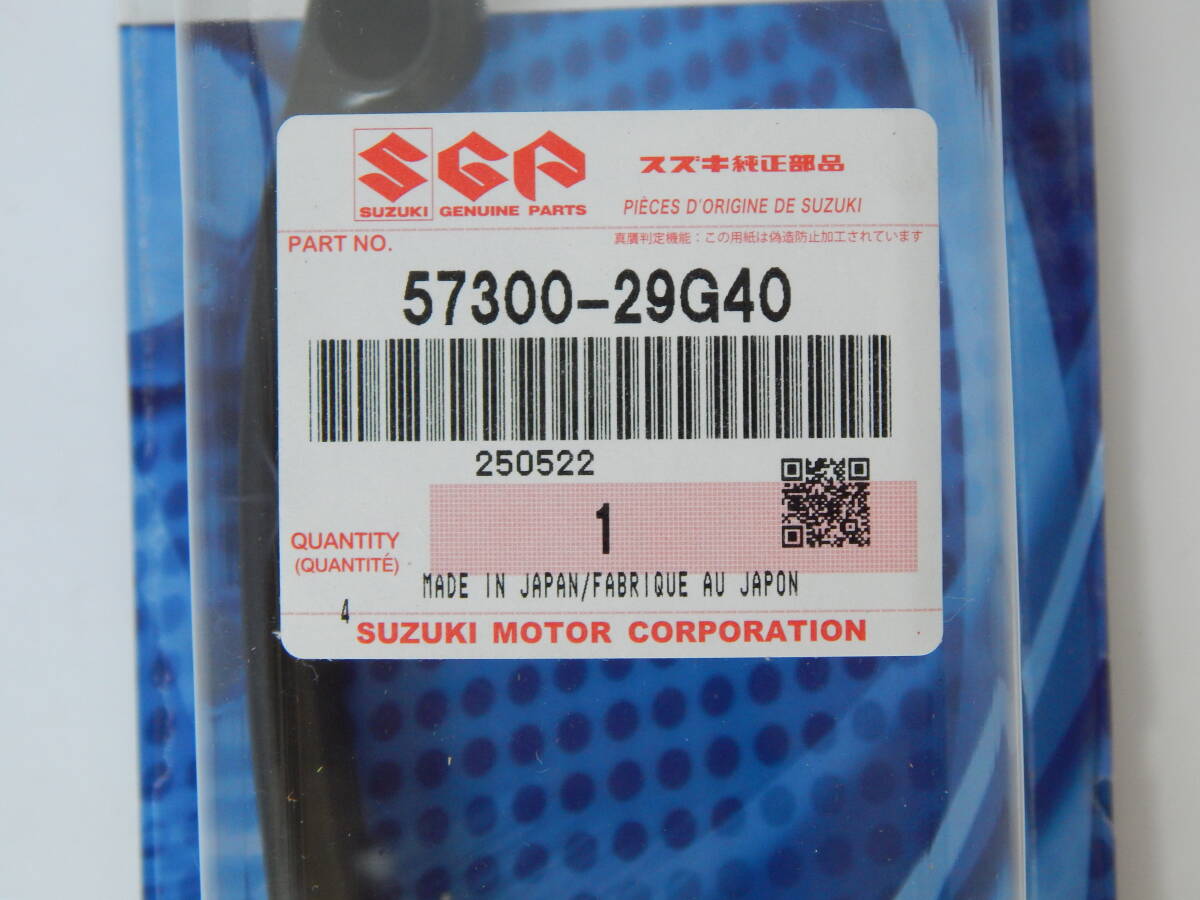 SGP スズキ純正部品
SUZUKI GENUINE PARTS PIÈCES D'ORIGINE DE SUZUKI
PART NO. 真贋判定機能：この用紙は偽造防止加工されています
57300-29G40
250522
1
QUANTITY
(QUANTITÉ)
MADE IN JAPAN/FABRIQUE AU JAPON
4
SUZUKI MOTOR CORPORATION